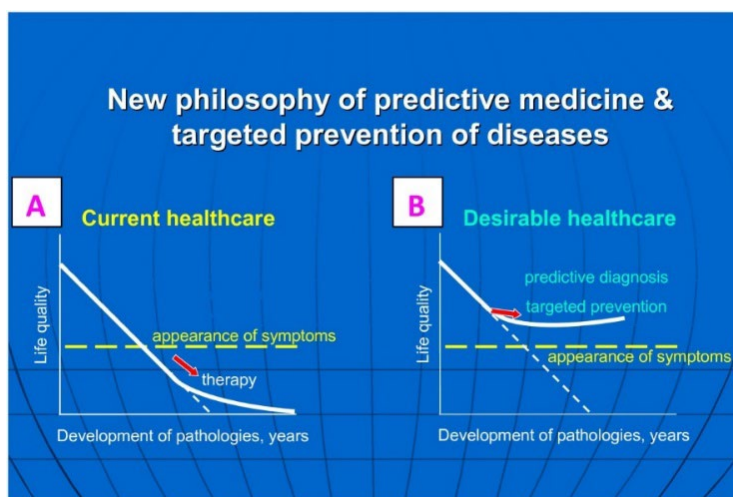 New philosophy of predictive medicine &
targeted prevention of diseases
A
Current healthcare
Life quality
appearance of symptoms
therapy
Development of pathologies, years
B
Desirable healthcare
Life quality
predictive diagnosis
targeted prevention
appearance of symptoms
Development of pathologies, years